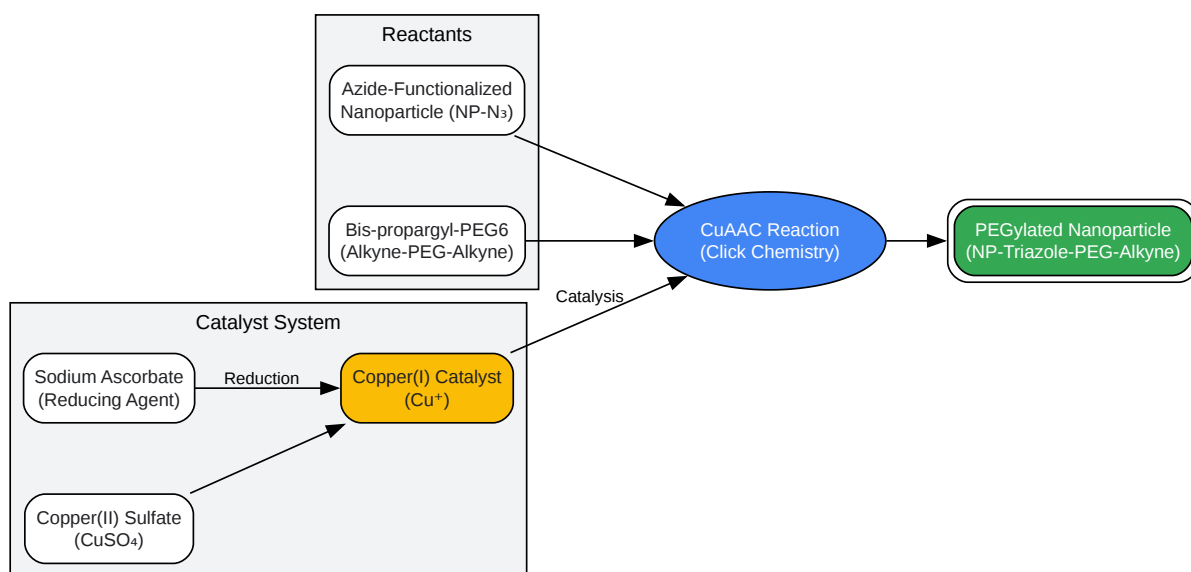 Reactants
Azide-Functionalized
Nanoparticle (NP-N₃)
Bis-propargyl-PEG6
(Alkyne-PEG-Alkyne)
CuAAC Reaction
(Click Chemistry)
PEGylated Nanoparticle
(NP-Triazole-PEG-Alkyne)
Catalysis
Catalyst System
Sodium Ascorbate
(Reducing Agent)
Reduction
Copper(I) Catalyst
(Cu⁺)
Copper(II) Sulfate
(CuSO₄)